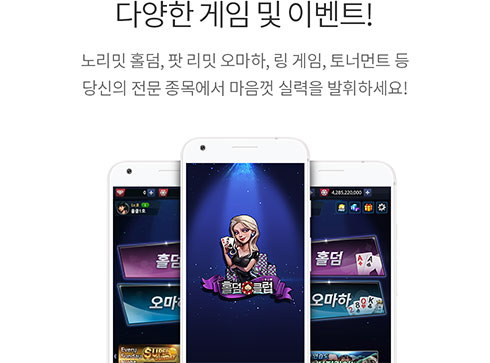 다양한 게임 및 이벤트!
노리밋 홀덤, 팟 리밋 오마하, 링 게임, 토너먼트 등
당신의 전문 종목에서 마음껏 실력을 발휘하세요!
4,285,220,000
홀덤
오마하
홀덤 클럽
홀덤
오마하
A A
SUPER